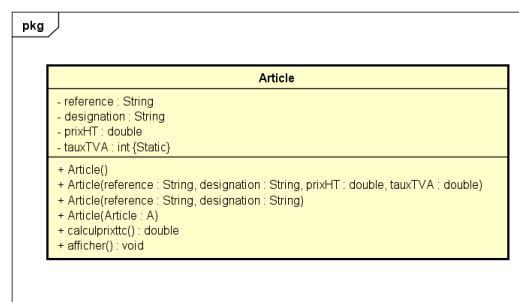 pkg
Article
- reference : String
- designation : String
- prixHT : double
- tauxTVA : int {Static}
+ Article()
+ Article(reference : String, designation : String, prixHT : double, tauxTVA : double)
+ Article(reference : String, designation : String)
+ Article(Article : A)
+ calculprixttc() : double
+ afficher() : void